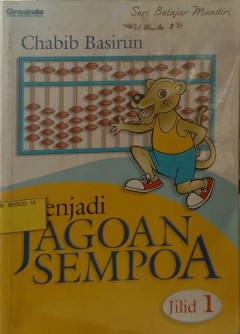 Grasindo
Seri Belajar Mandiri
Chabib Basirun
enjadi
JAGOAN
SEMPOA
Jilid 1